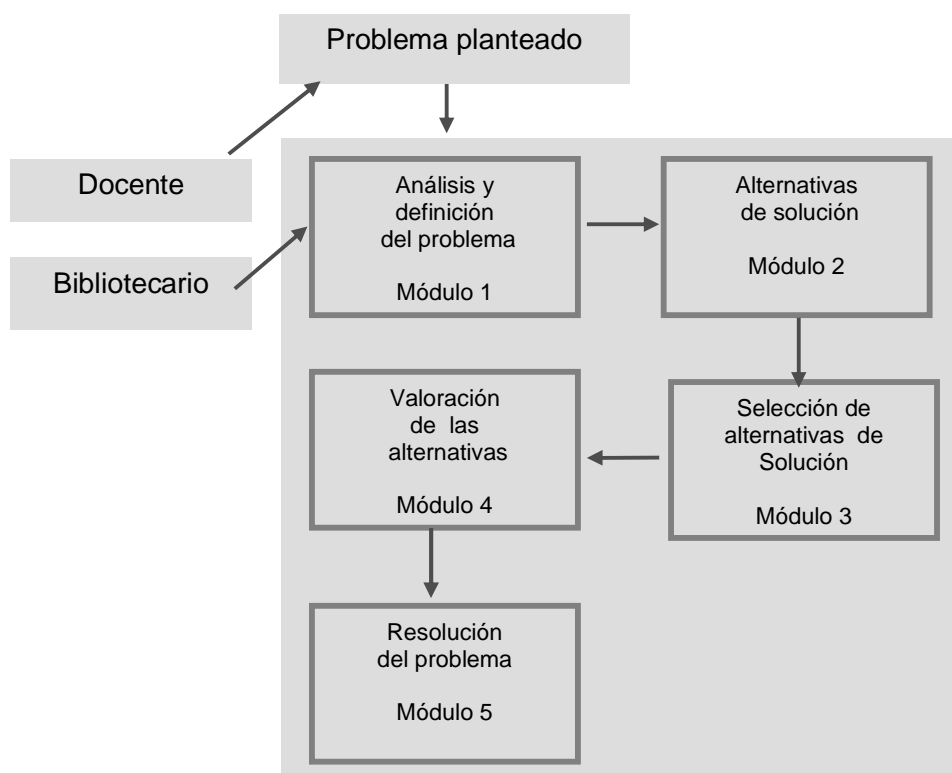 Problema planteado
Docente
Bibliotecario
Análisis y
definición
del problema
Módulo 1
Alternativas
de solución
Módulo 2
Selección de
alternativas de
Solución
Módulo 3
Valoración
de las
alternativas
Módulo 4
Resolución
del problema
Módulo 5